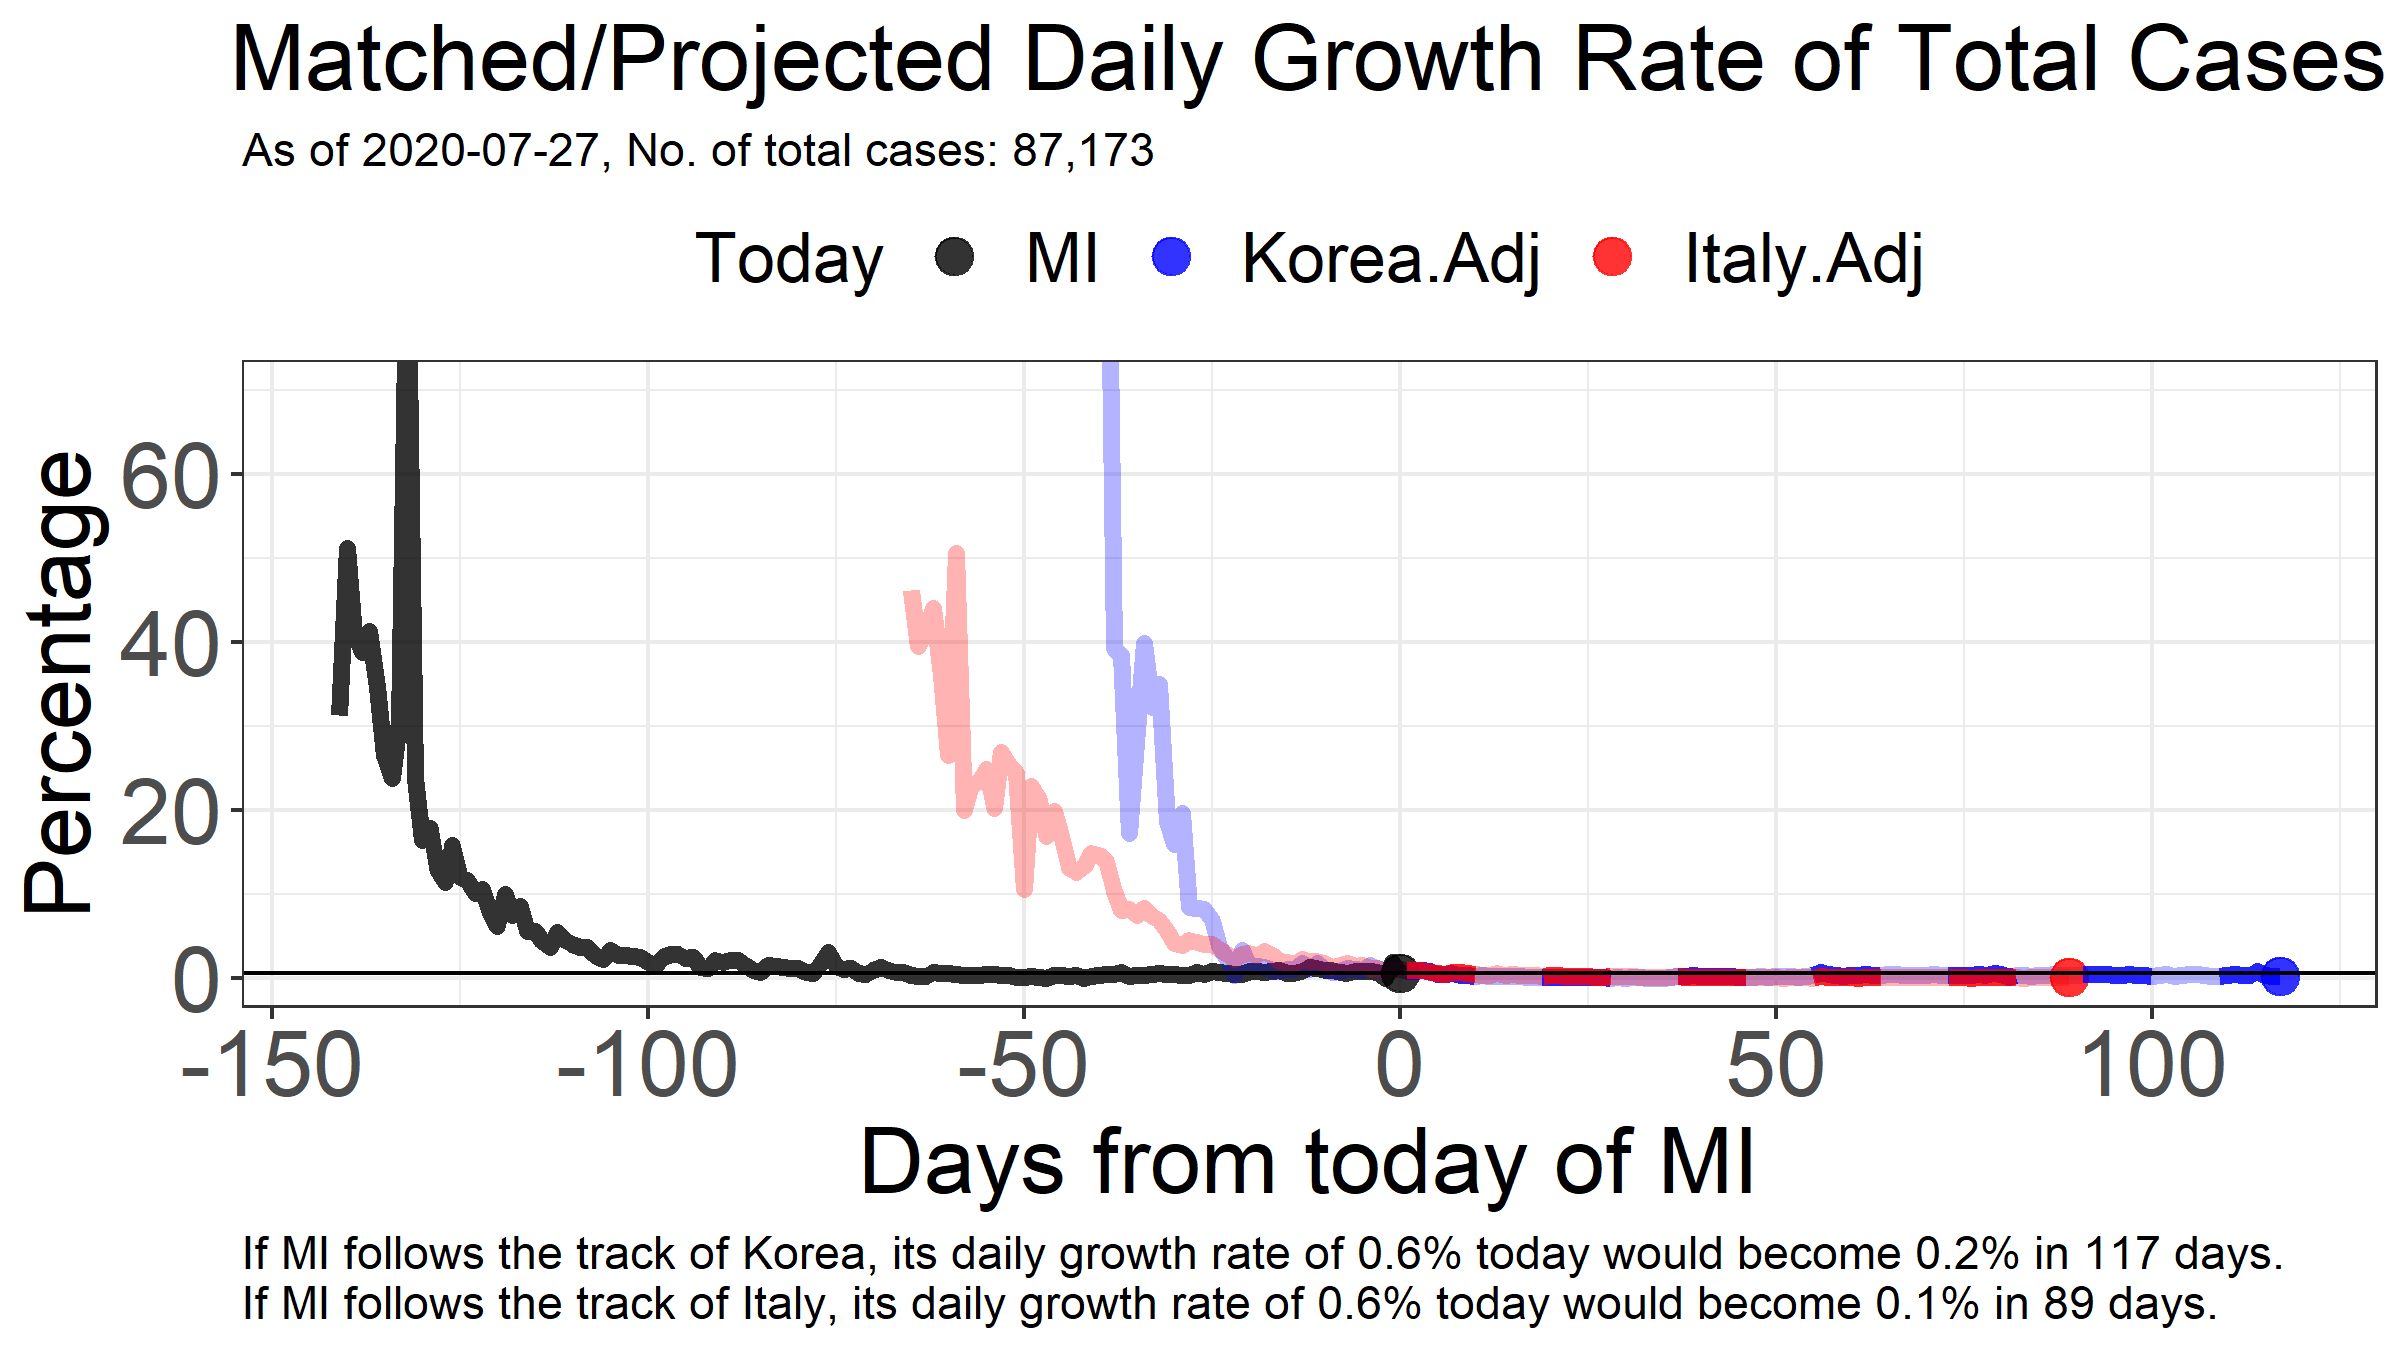 Matched/Projected Daily Growth Rate of Total Cases
As of 2020-07-27, No. of total cases: 87,173
Today MI Korea.Adj Italy.Adj
Percentage
60
40
20
0
-150 -100 -50 0 50 100
Days from today of MI
If MI follows the track of Korea, its daily growth rate of 0.6% today would become 0.2% in 117 days.
If MI follows the track of Italy, its daily growth rate of 0.6% today would become 0.1% in 89 days.